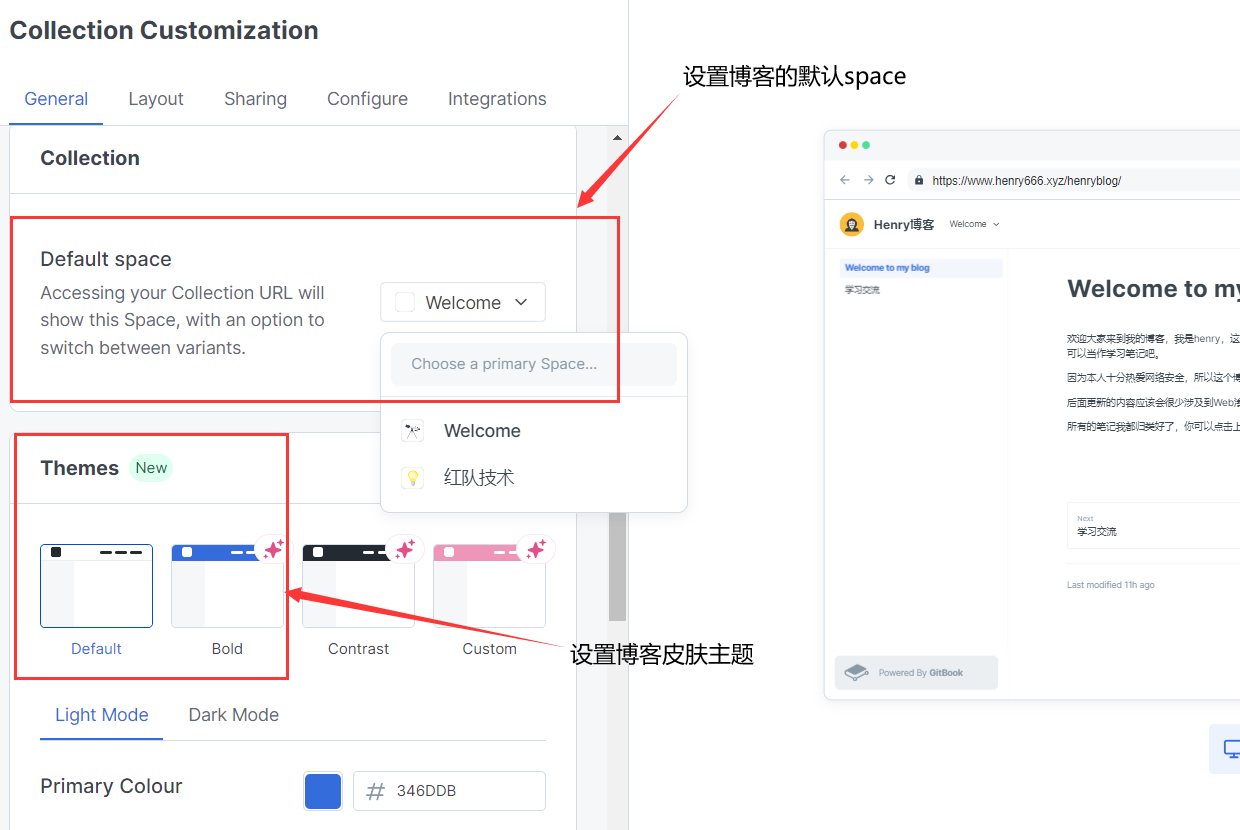 Collection Customization
General Layout Sharing Configure Integrations
设置博客的默认space
Collection
Default space
Accessing your Collection URL will
show this Space, with an option to
switch between variants.
Welcome
Choose a primary Space...
Welcome
红队技术
Themes New
Default Bold Contrast Custom
设置博客皮肤主题
Light Mode Dark Mode
Primary Colour # 346DDB
https://www.henry666.xyz/henryblog/
Henry博客 Welcome
Welcome to my blog
学习交流
Welcome to my
欢迎大家来到我的博客，我是henry，这
可以当作学习笔记吧。
因为本人十分热爱网络安全，所以这个博
后面更新的内容应该会很少涉及到Web浅
所有的笔记我都归类好了，你可以点击上
Next
学习交流
Last modified 11h ago
Powered By GitBook